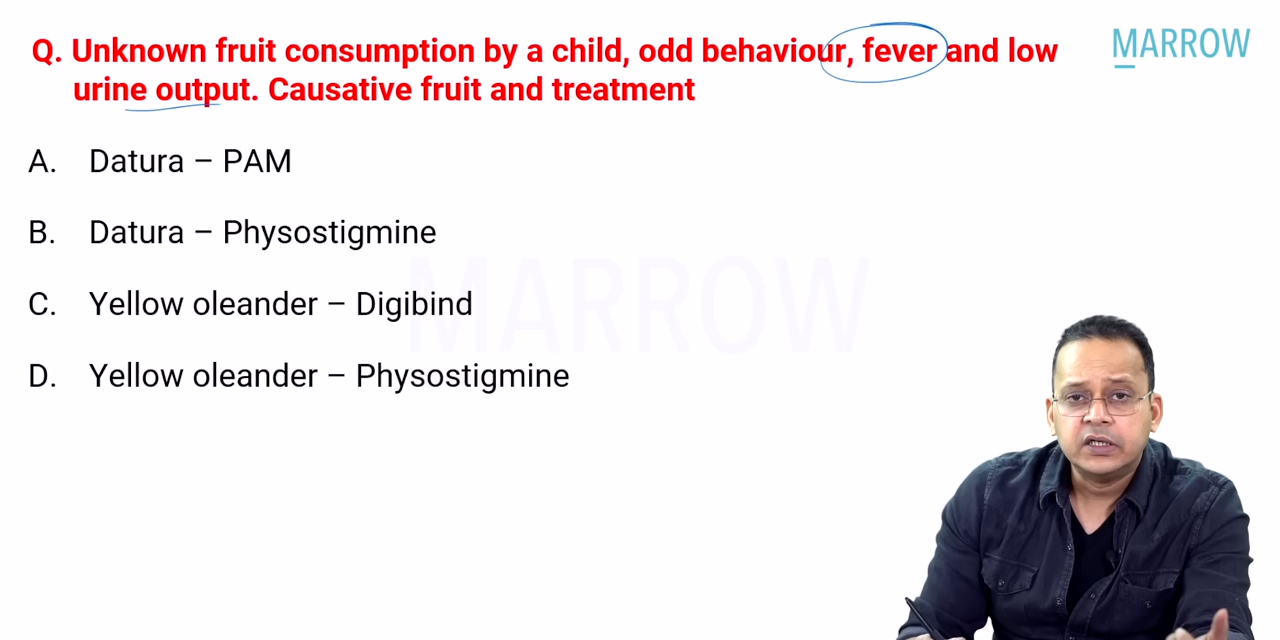 Q. Unknown fruit consumption by a child, odd behaviour, fever and low
urine output. Causative fruit and treatment
MARROW
A. Datura – PAM
B. Datura – Physostigmine
C. Yellow oleander – Digibind
D. Yellow oleander – Physostigmine
MARROW